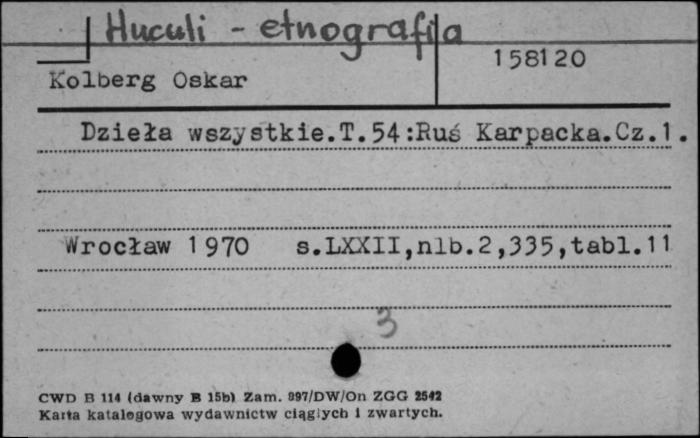 Huculi - etnografia
158120
Kolberg Oskar
Dzieła wszystkie.T.54:Ruś Karpacka.Cz.1.
Wrocław 1970 s.LXXII,nlb.2,335,tabl.11
3
CWD B 114 (dawny B 15b) Zam. 897/DW/On ZGG 2542
Karta katalogowa wydawnictw ciągłych i zwartych.